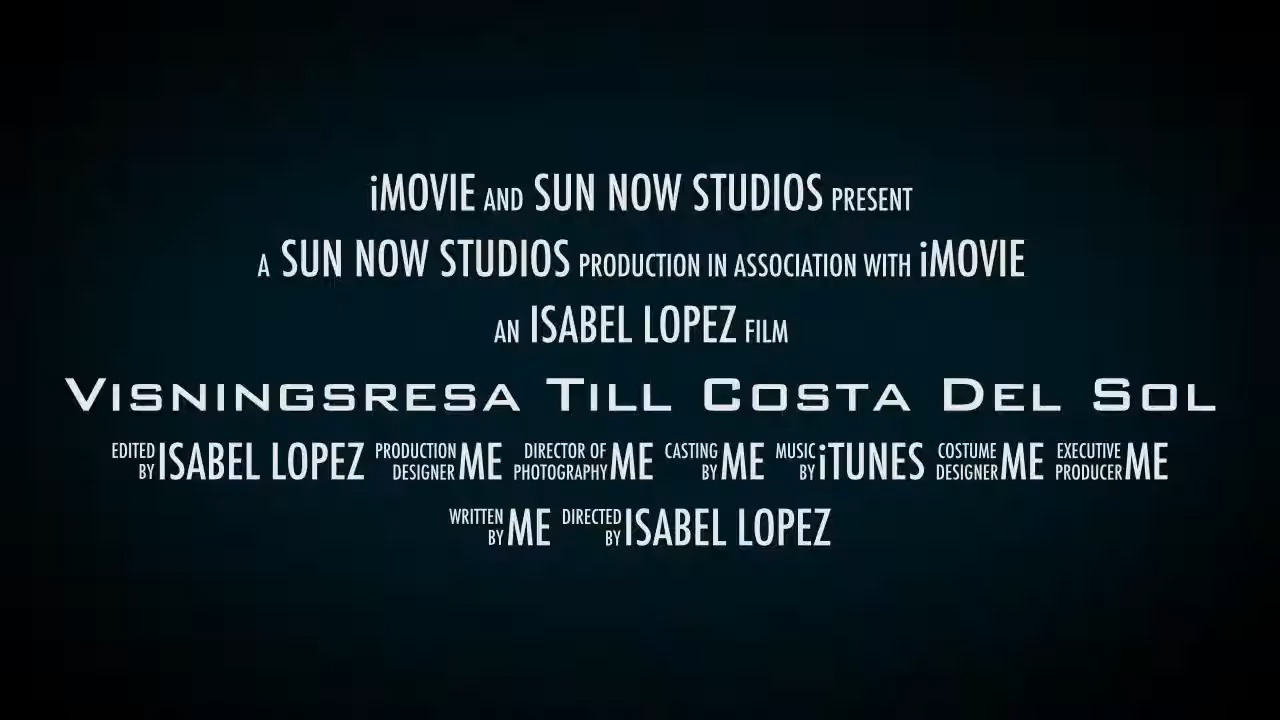 iMOVIE AND SUN NOW STUDIOS PRESENT
A SUN NOW STUDIOS PRODUCTION IN ASSOCIATION WITH iMOVIE
AN ISABEL LOPEZ FILM
VISNINGSRESA TILL COSTA DEL SOL
EDITED BY ISABEL LOPEZ PRODUCTION DESIGNER ME DIRECTOR OF PHOTOGRAPHY ME CASTING BY ME MUSIC BY iTUNES COSTUME DESIGNER ME EXECUTIVE PRODUCER ME
WRITTEN BY ME DIRECTED BY ISABEL LOPEZ